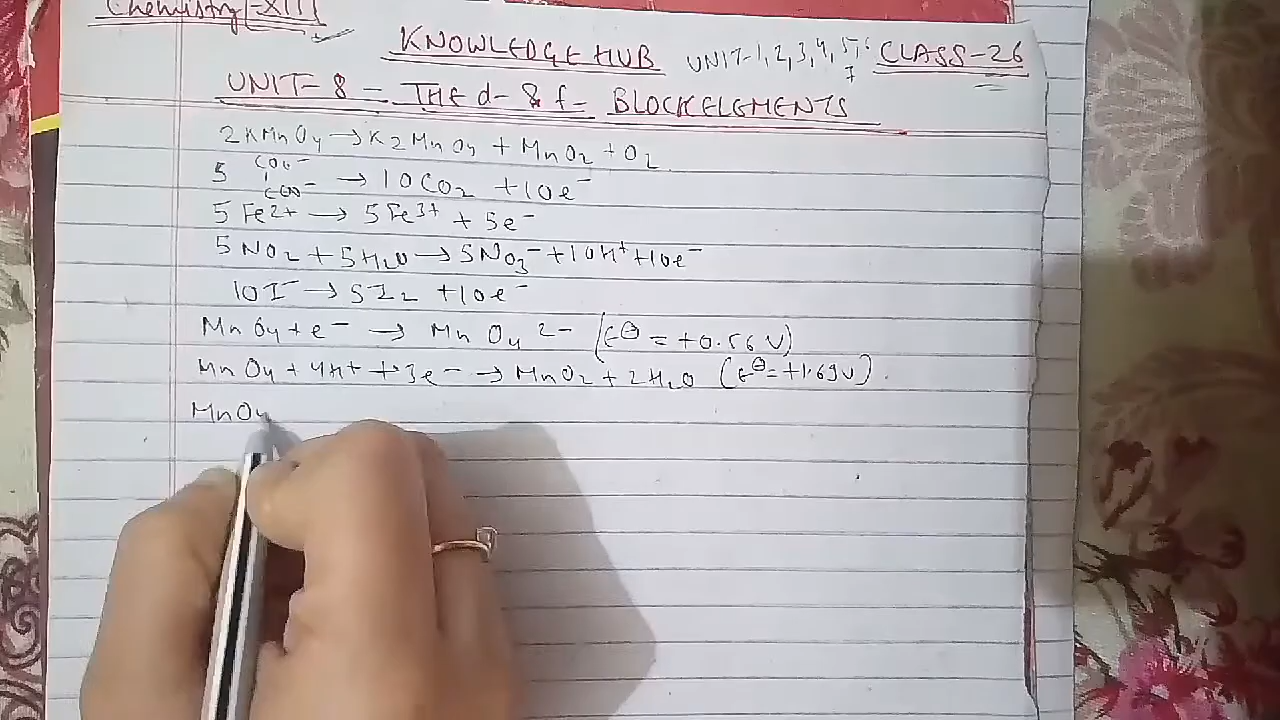 Chemistry-XII
KNOWLEDGE HUB UNIT-1,2,3,4,5,6 CLASS-26
7
UNIT-8 = THE d- & f- BLOCK ELEMENTS
2KMnO4 → K2MnO4 + MnO2 + O2
5 COO-
COO- → 10CO2 + 10e-
5Fe2+ → 5Fe3+ + 5e-
5NO2 + 5H2O → 5NO3- + 10H+ + 10e-
10I- → 5I2 + 10e-
MnO4 + e- → MnO4 2- (E⊖ = +0.56V)
MnO4 + 4H+ + 3e- → MnO2 + 2H2O (E⊖ = +1.69V).
MnO4